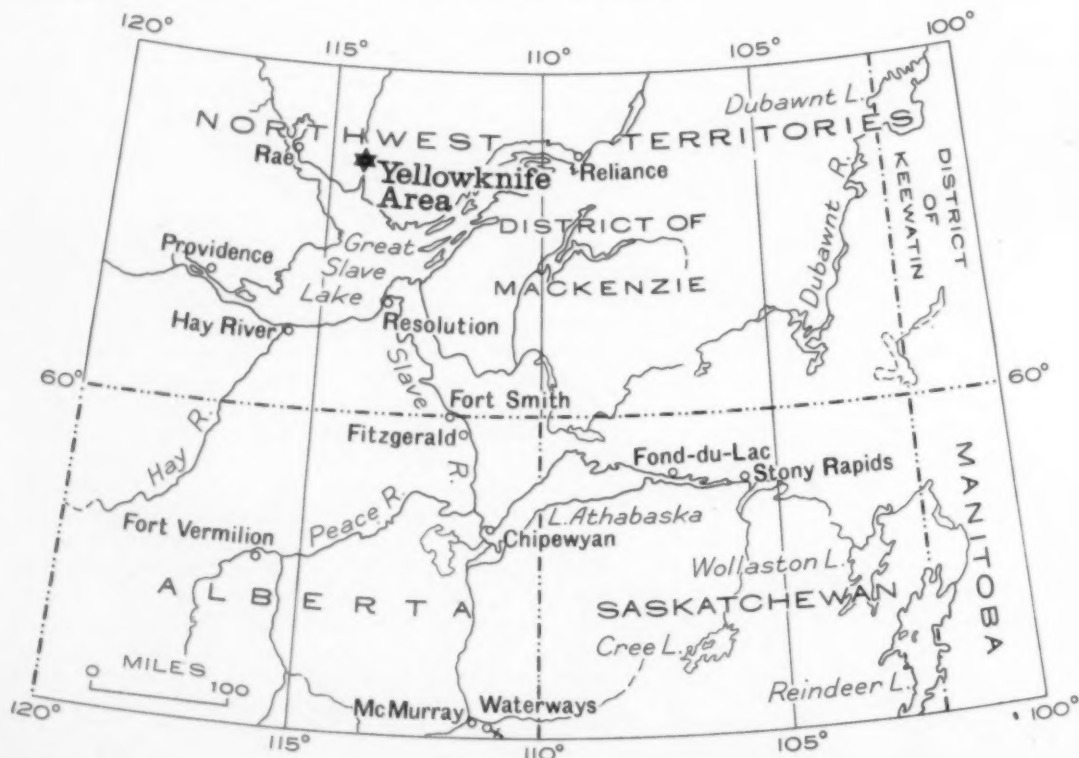 120°
115°
110°
105°
100°
Dubawnt L.
NORTHWEST TERRITORIES
Rae
Yellowknife
Area
Reliance
DISTRICT
OF
KEEWATIN
Great
Slave
Lake
DISTRICT OF
MACKENZIE
Dubawnt R.
Providence
Hay River
Resolution
Slave R.
60°
60°
Fort Smith
Fitzgerald
Hay R.
Fond-du-Lac
Stony Rapids
Peace R.
Fort Vermilion
L. Athabaska
Chipewyan
Wollaston L.
MANITOBA
ALBERTA
SASKATCHEWAN
Cree L.
MILES
0 100
Reindeer L.
McMurray
Waterways
120°
115°
110°
105°
100°